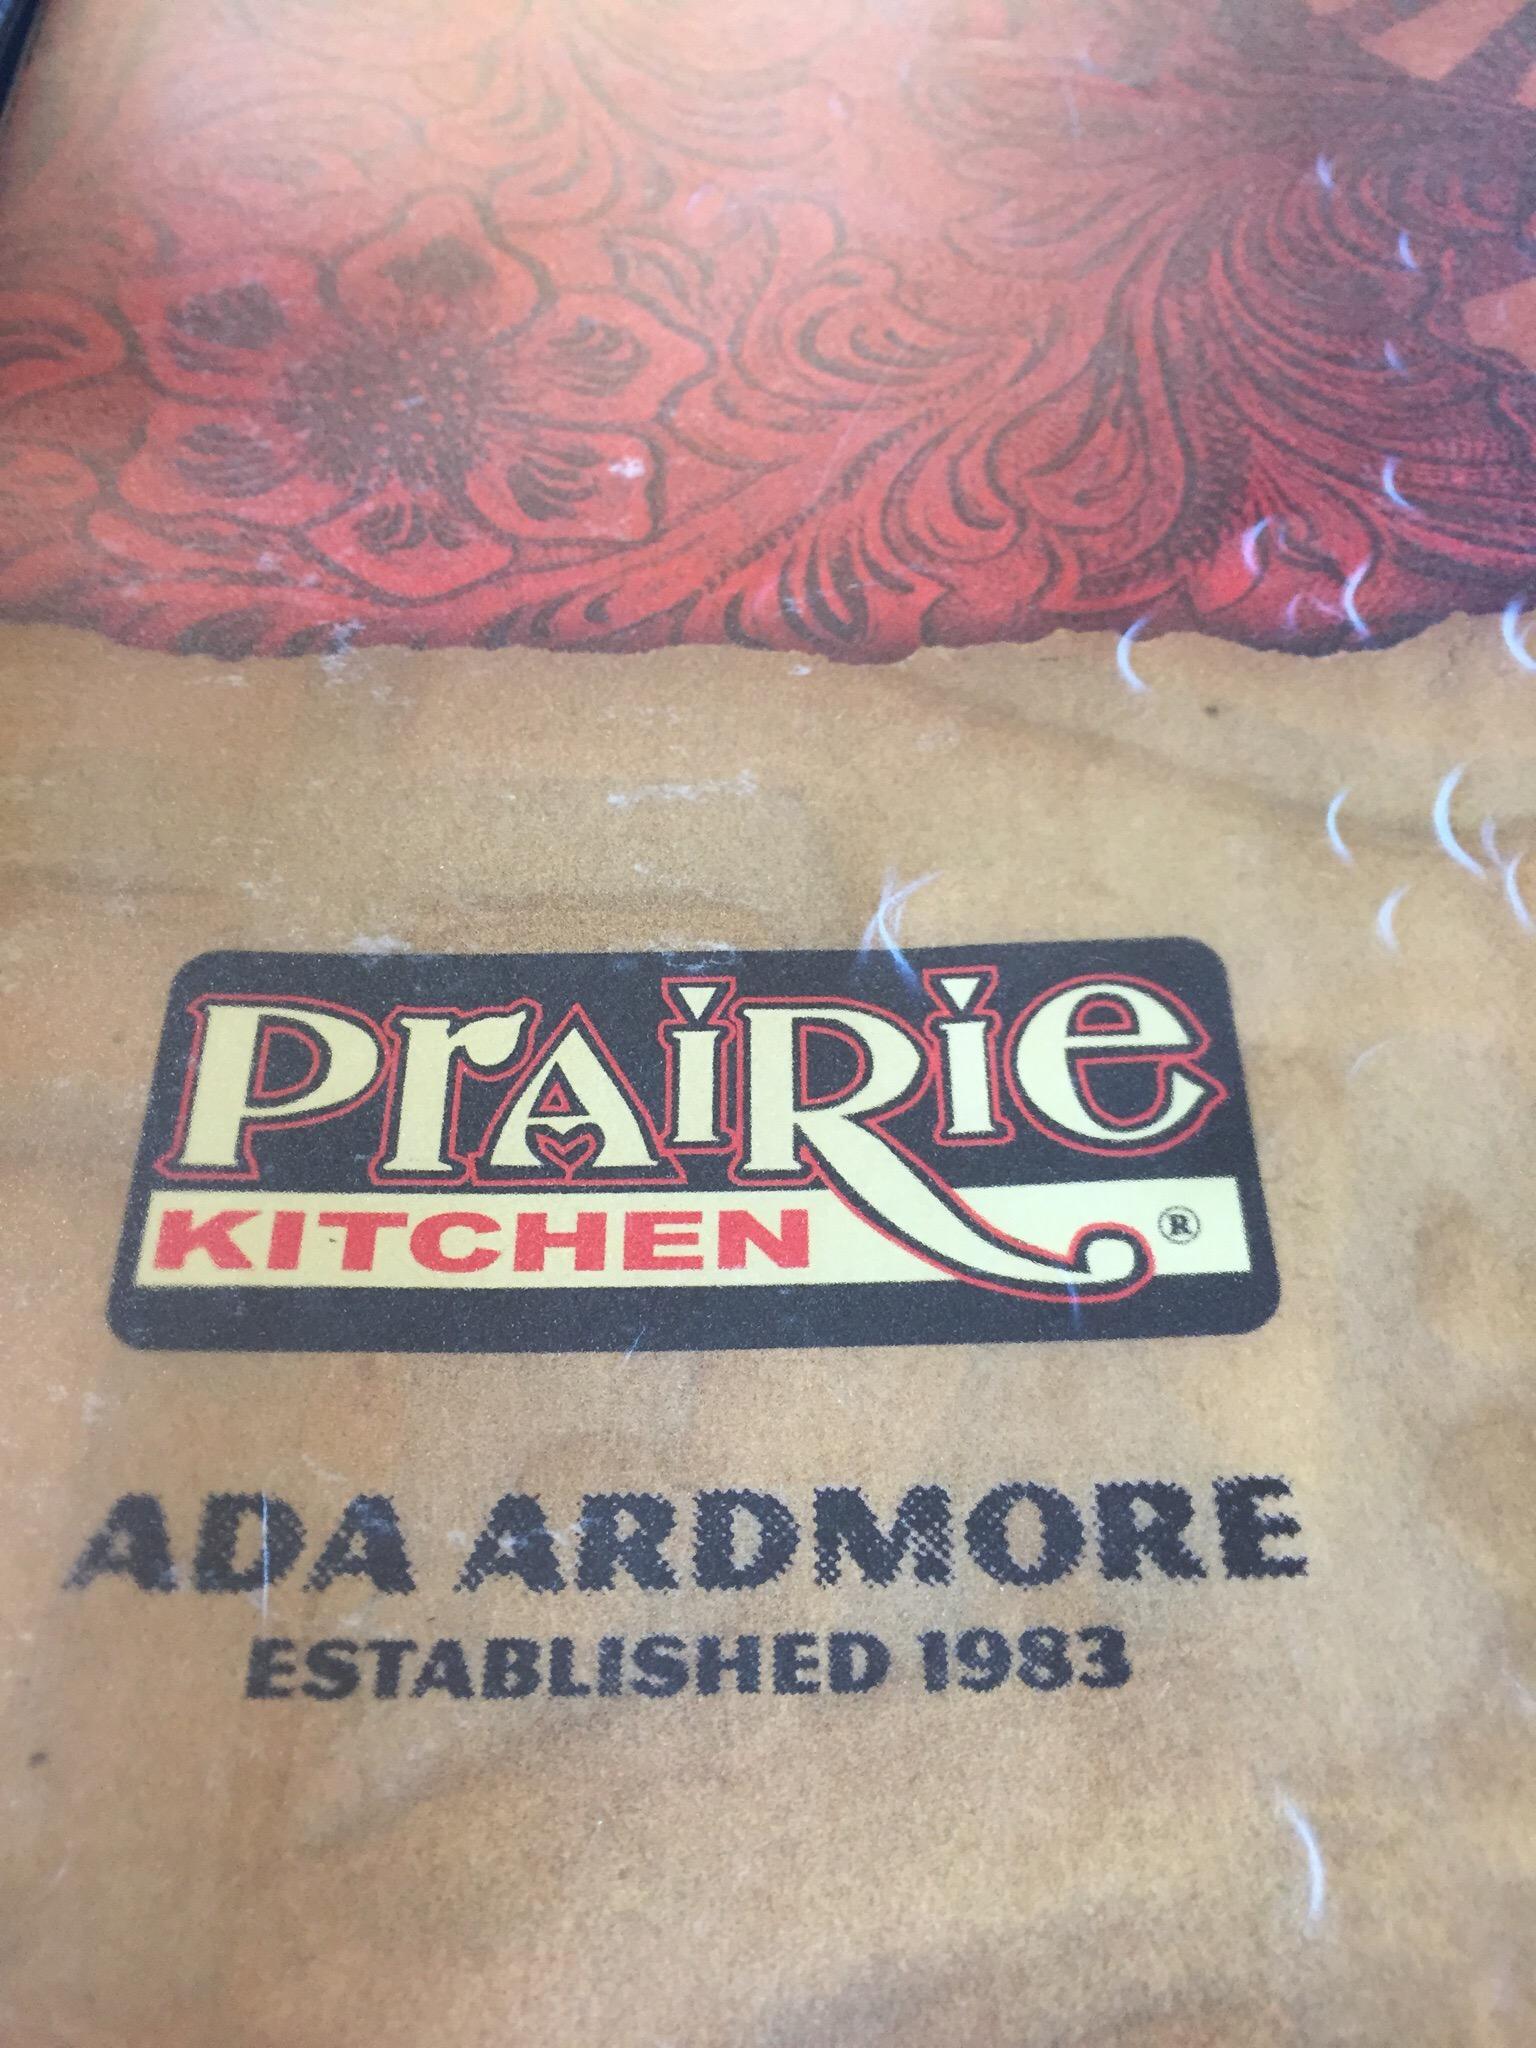 PrAiRie
KITCHEN ®
ADA ARDMORE
ESTABLISHED 1983